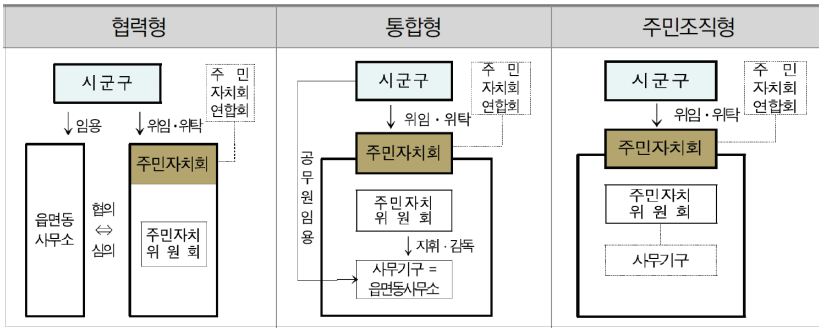 협력형
시군구
주 민
자치회
연합회
임용
위임·위탁
읍면동
사무소
협의
⇔
심의
주민자치회
주민자치
위 원 회
통합형
시군구
주 민
자치회
연합회
위임·위탁
공무원임용
주민자치회
주민자치
위 원 회
지휘·감독
사무기구 =
읍면동사무소
주민조직형
시군구
주 민
자치회
연합회
위임·위탁
주민자치회
주민자치
위 원 회
사무기구